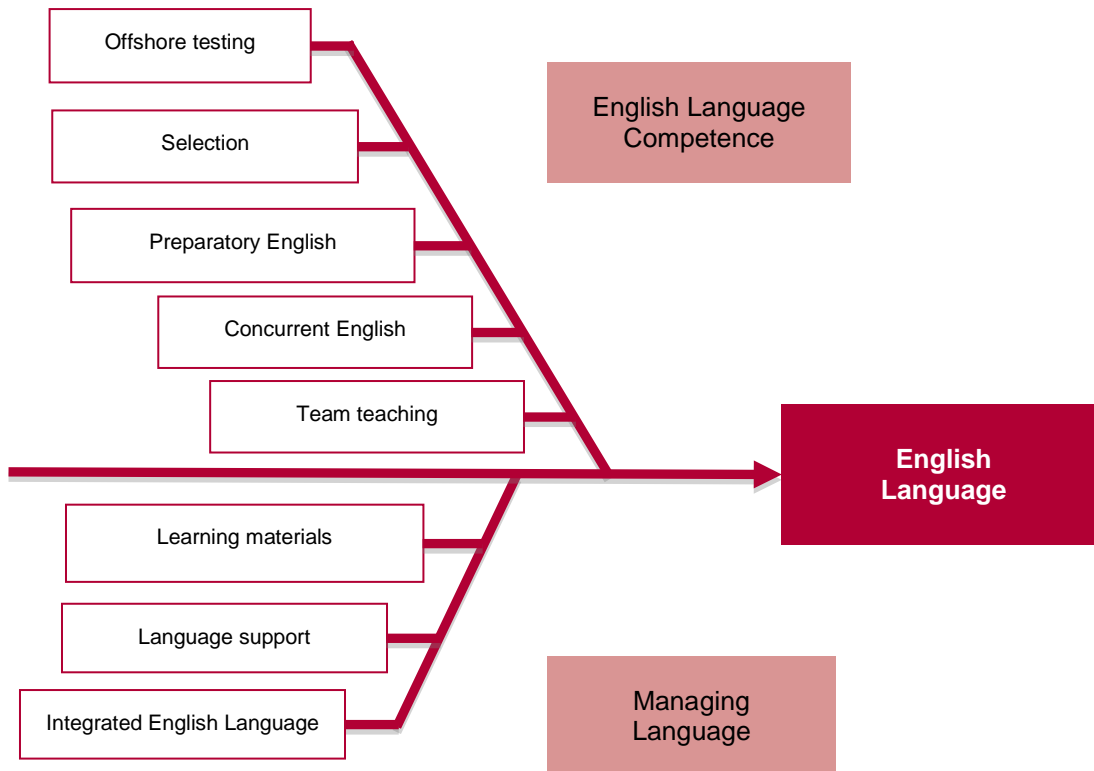 Offshore testing
English Language
Competence
Selection
Preparatory English
Concurrent English
Team teaching
English
Language
Learning materials
Language support
Integrated English Language
Managing
Language